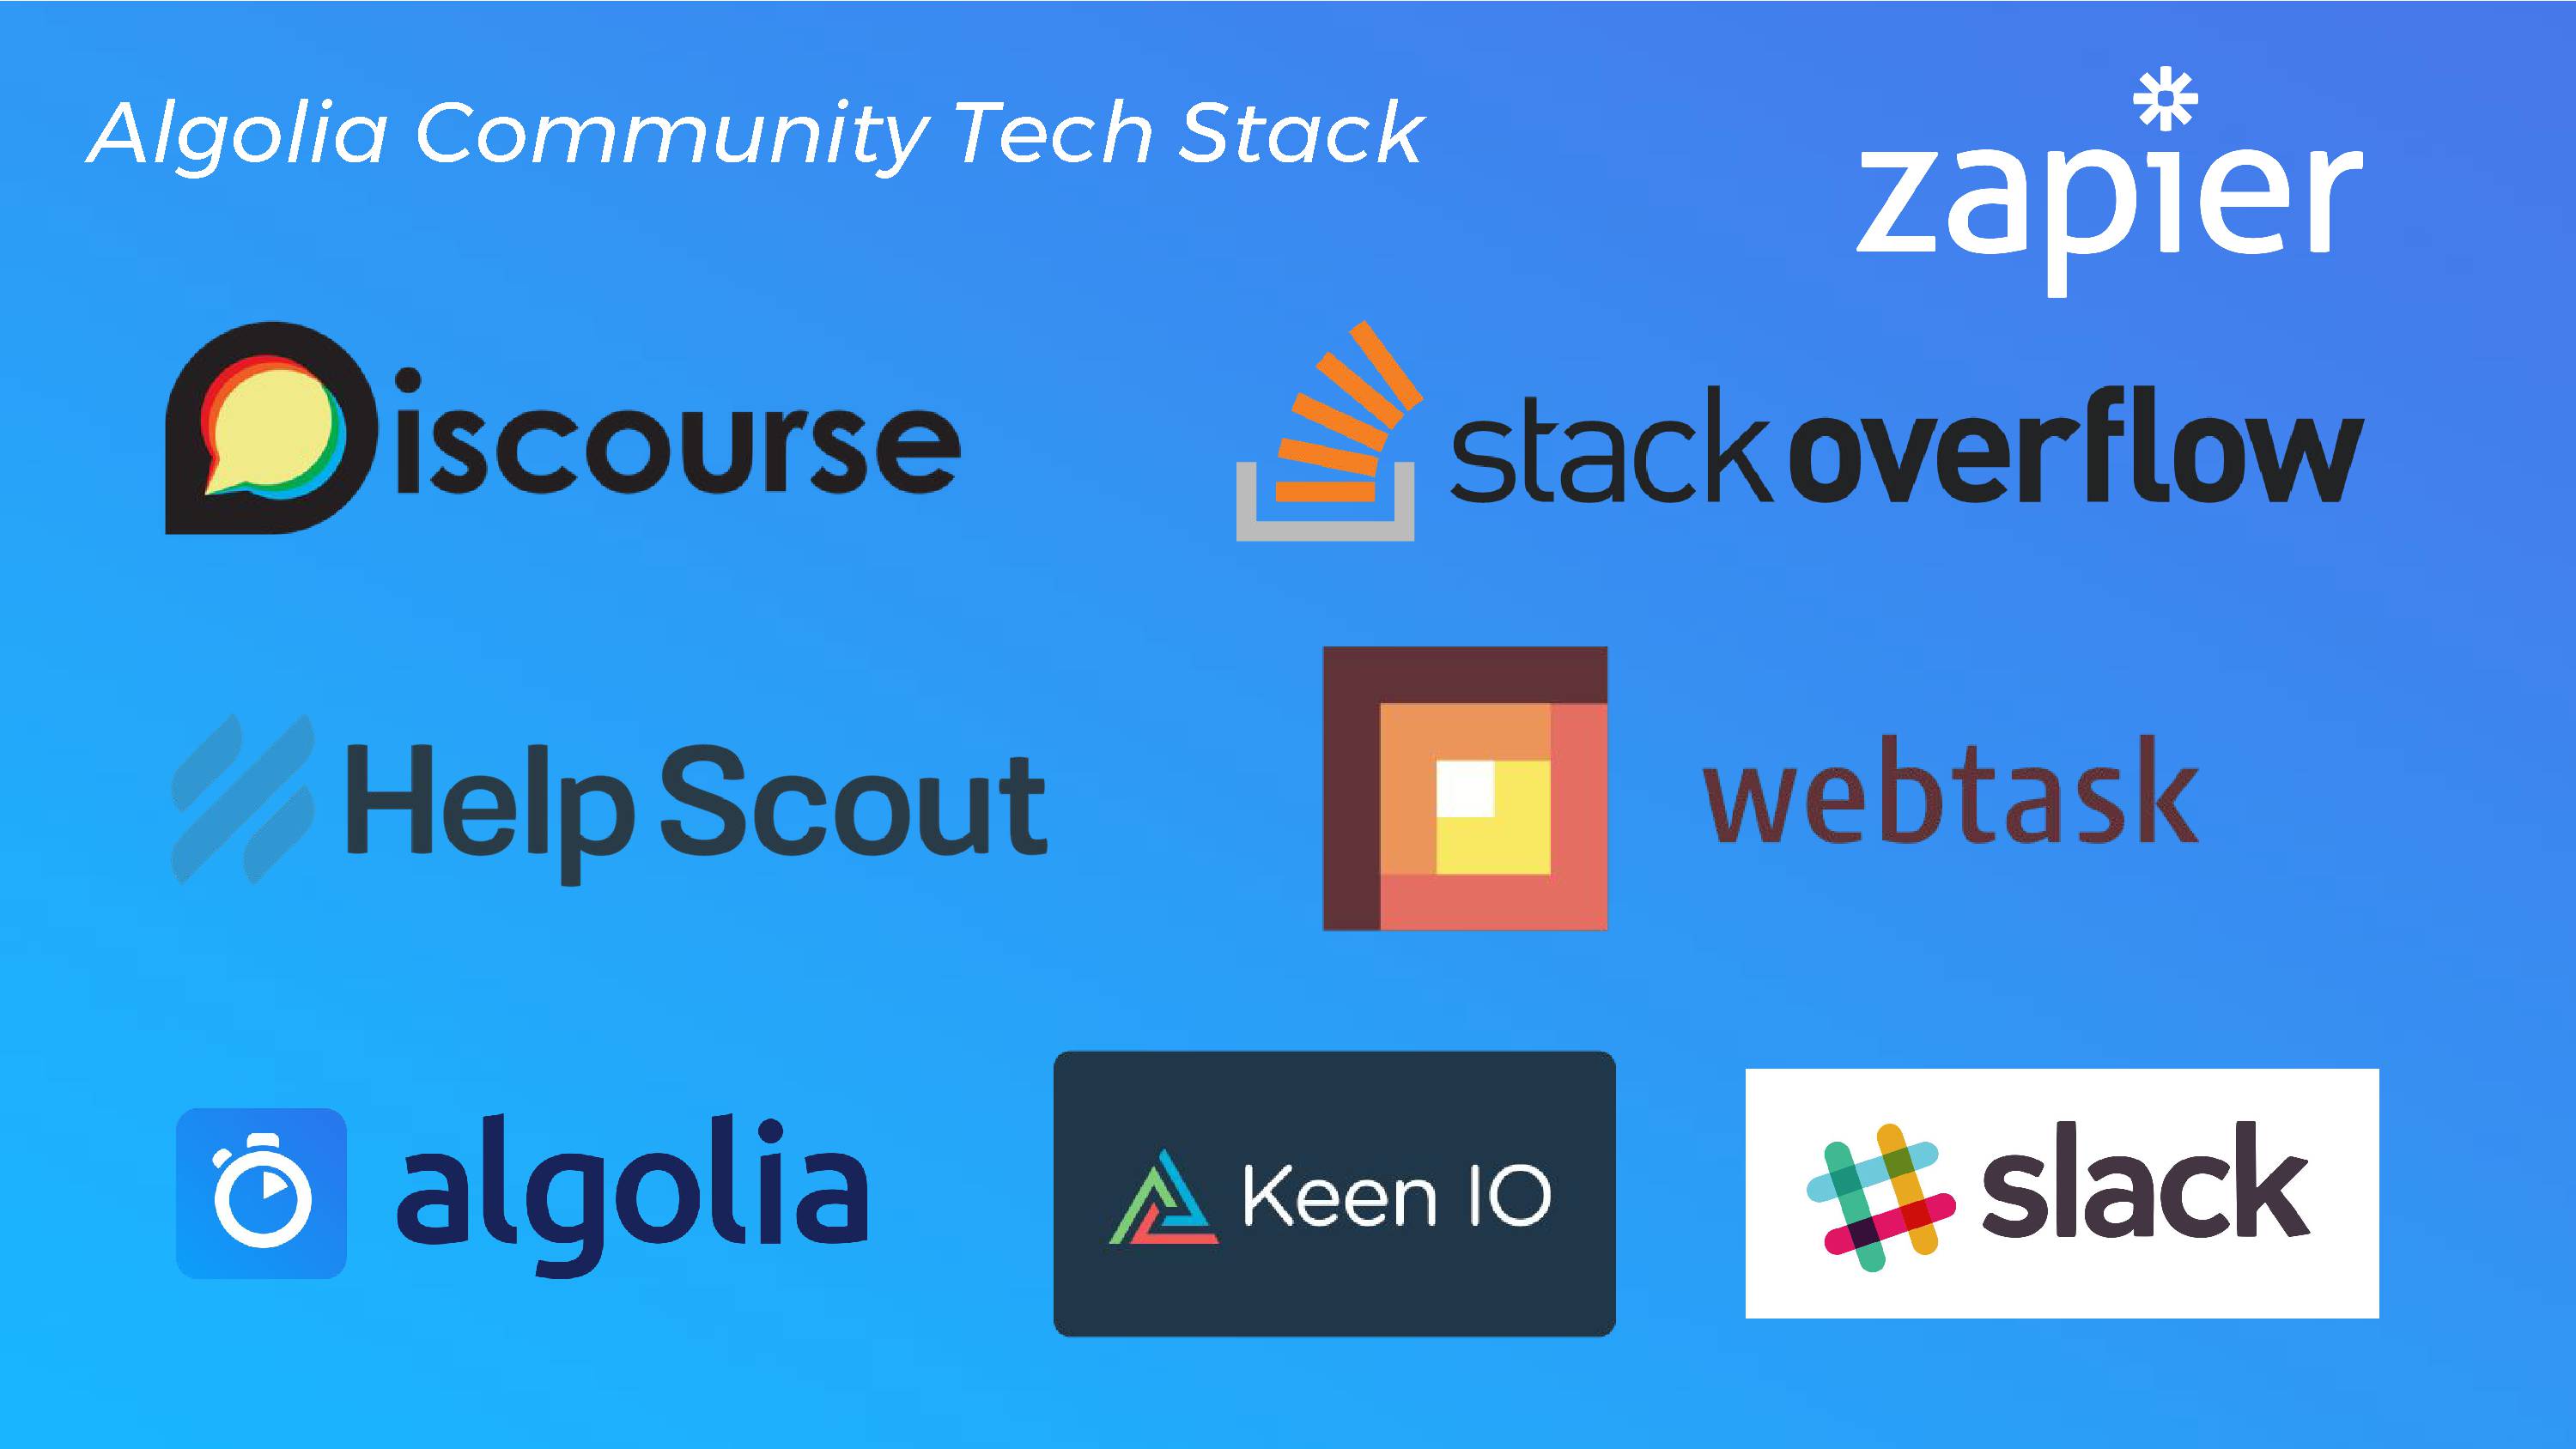 Algolia Community Tech Stack
zapier
Discourse
stackoverflow
Help Scout
webtask
algolia
Keen IO
slack